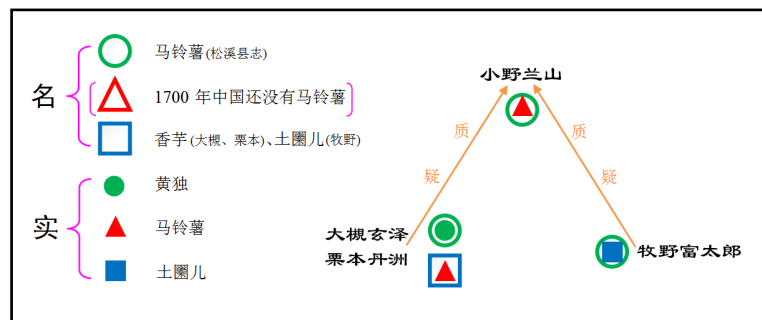 名
马铃薯(松溪县志)
1700 年中国还没有马铃薯
香芋(大槻、栗本)、土圞儿(牧野)
实
黄独
马铃薯
土圞儿
小野兰山
质
疑
质
疑
大槻玄泽
栗本丹洲
牧野富太郎